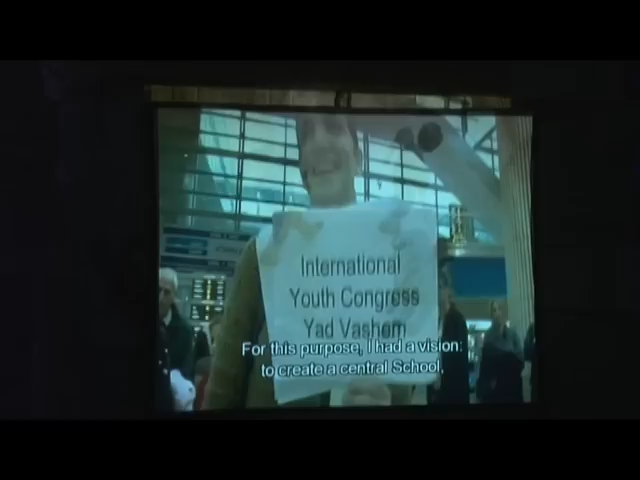 International
Youth Congress
Yad Vashem
For this purpose, I had a vision:
to create a central School,